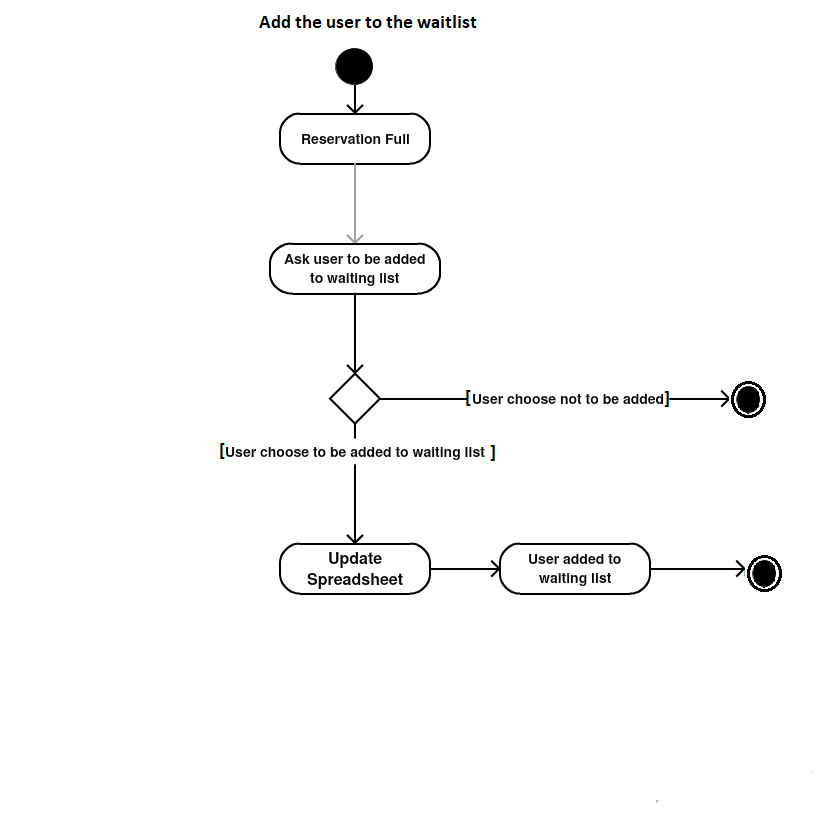 Add the user to the waitlist
Reservation Full
Ask user to be added
to waiting list
[User choose not to be added]
[User choose to be added to waiting list ]
Update
Spreadsheet
User added to
waiting list